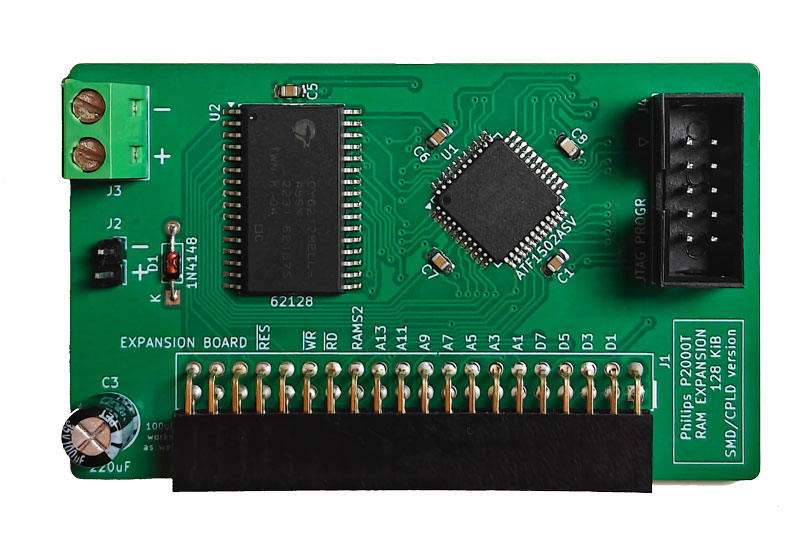 C5
U2
−
+
J3
C6
U1
C8
J2
−
+
D1
1N4148
K
C7
C1
ATF1502ASV
JTAG PROGR
62128
EXPANSION BOARD
RES
WR
RD
RAMS2
A13
A11
A9
A7
A5
A3
A1
D7
D5
D3
D1
J1
C3
220uF
Philips P2000T
RAM EXPANSION
128 KiB
SMD/CPLD version